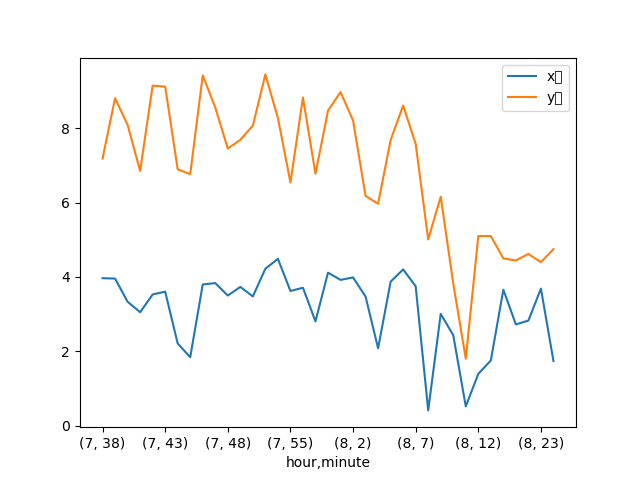 x
y
8
6
4
2
0
(7, 38) (7, 43) (7, 48) (7, 55) (8, 2) (8, 7) (8, 12) (8, 23)
hour,minute